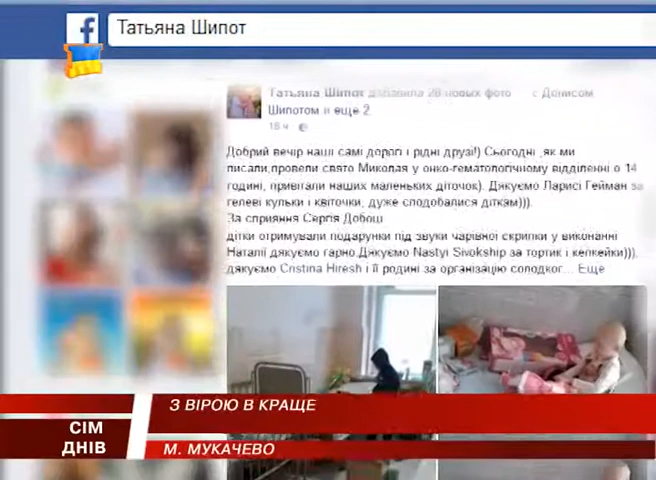 f Татьяна Шипот
Татьяна Шипот добавила 28 новых фото — с Донисом
Шипотом и еще 2.
18 ч
Добрий вечір наші самі дорогі і рідні друзі!) Сьогодні ,як ми
писали,провели свято Миколая у онко-гематологічному відділенні о 14
годині, привітали наших маленьких діточок). Дякуємо Ларисі Гейман за
гелеві кульки і квіточки, дуже сподобалися діткам))).
За сприяння Сергія Добош
дітки отримували подарунки під звуки чарівної скрипки у виконанні
Наталії дякуємо гарно.Дякуємо Nastyi Sivokship за тортик і кепкейки))).
дякуємо Cristina Hiresh і її родині за організацію солодког... Еще
З ВІРОЮ В КРАЩЕ
СІМ
ДНІВ
М. МУКАЧЕВО